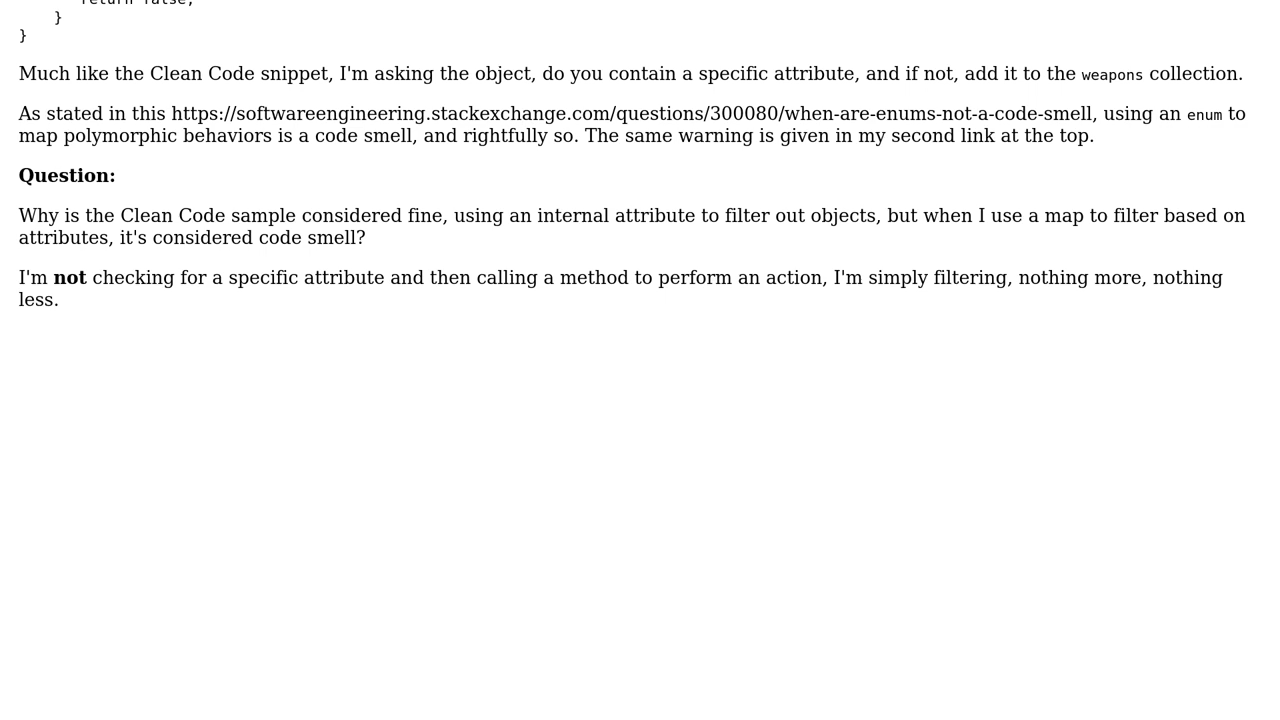 return false;
}
}
Much like the Clean Code snippet, I'm asking the object, do you contain a specific attribute, and if not, add it to the weapons collection.
As stated in this https://softwareengineering.stackexchange.com/questions/300080/when-are-enums-not-a-code-smell, using an enum to
map polymorphic behaviors is a code smell, and rightfully so. The same warning is given in my second link at the top.
Question:
Why is the Clean Code sample considered fine, using an internal attribute to filter out objects, but when I use a map to filter based on
attributes, it's considered code smell?
I'm not checking for a specific attribute and then calling a method to perform an action, I'm simply filtering, nothing more, nothing
less.